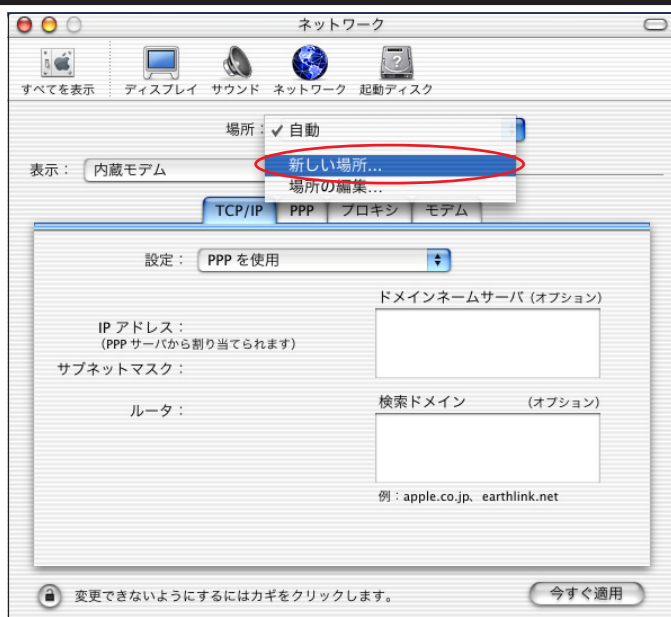 ネットワーク
すべてを表示 ディスプレイ サウンド ネットワーク 起動ディスク
場所： ✓ 自動
新しい場所...
場所の編集...
表示： 内蔵モデム
TCP/IP PPP プロキシ モデム
設定： PPP を使用
ドメインネームサーバ (オプション)
IP アドレス：
(PPP サーバから割り当てられます)
サブネットマスク：
ルータ：
検索ドメイン (オプション)
例：apple.co.jp、earthlink.net
変更できないようにするにはカギをクリックします。
今すぐ適用